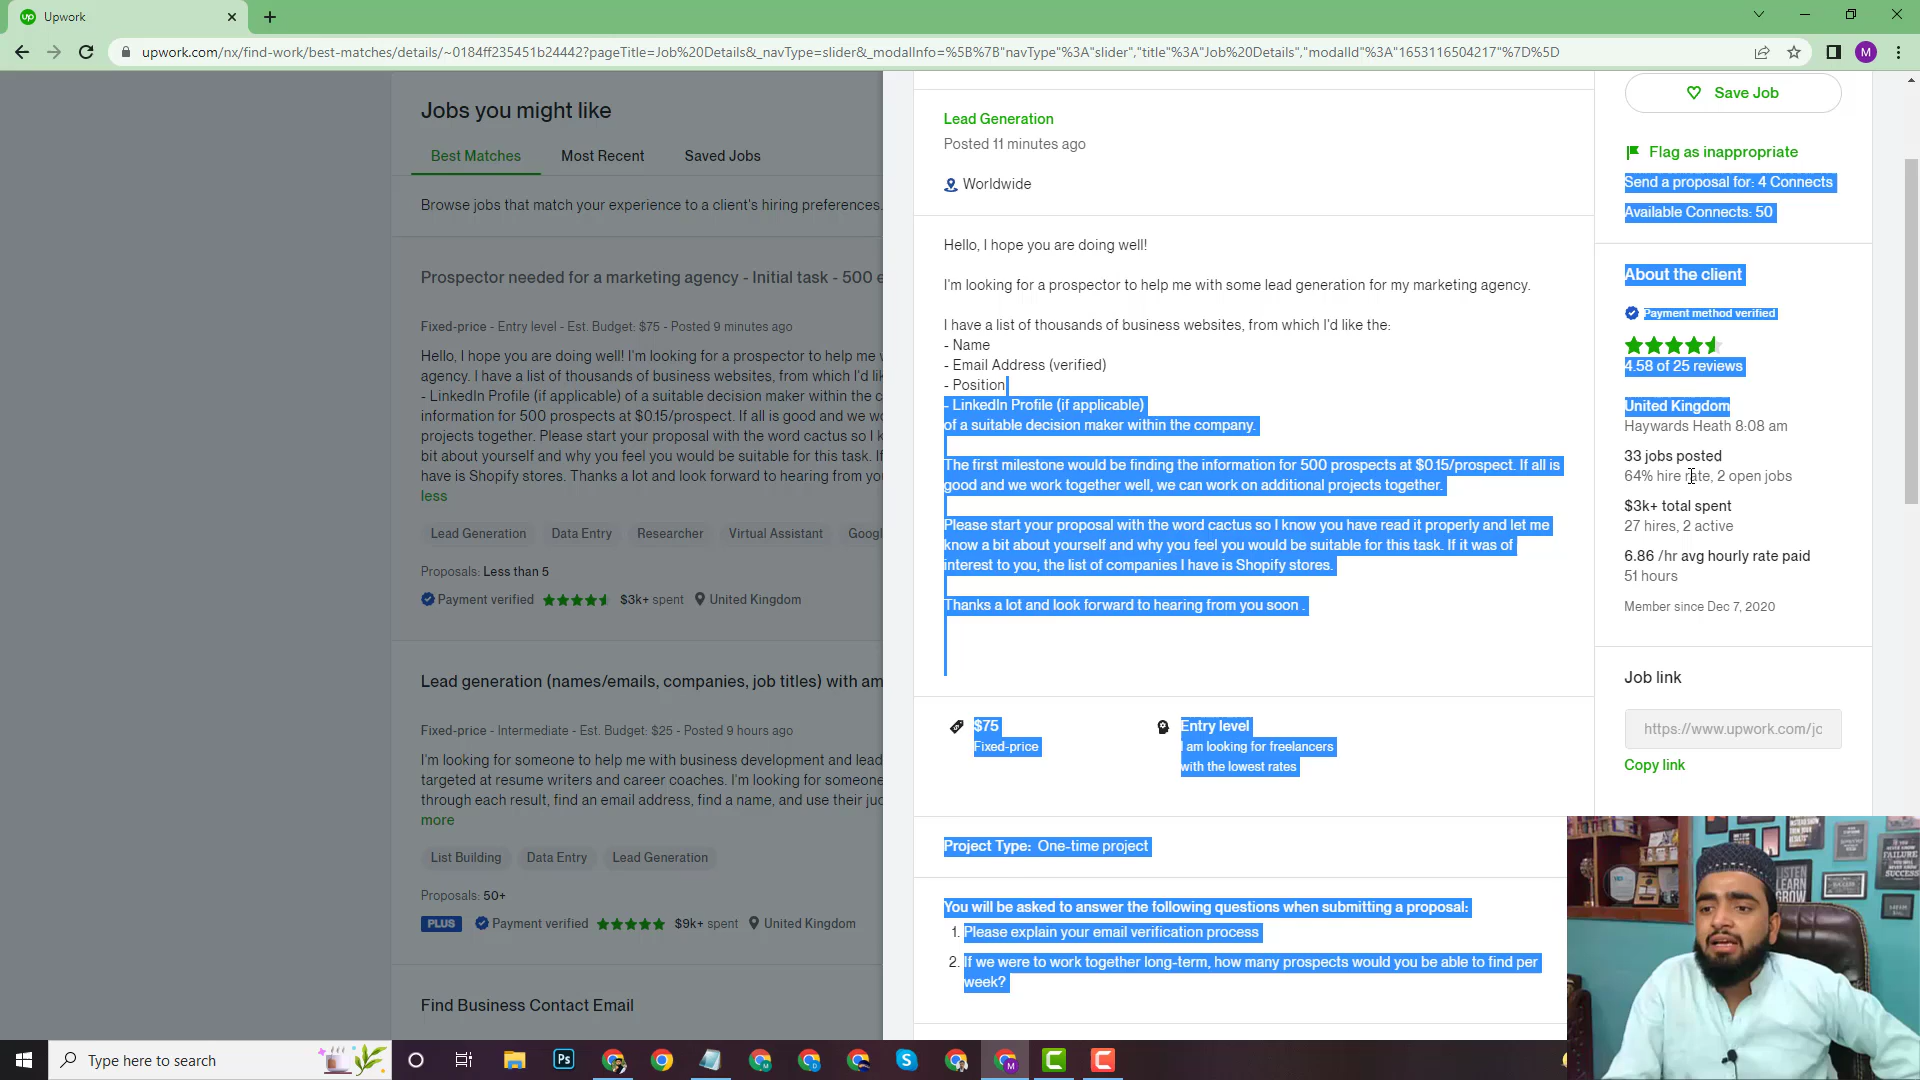 Upwork
upwork.com/nx/find-work/best-matches/details/~0184ff235451b24442?pageTitle=Job%20Details&_navType=slider&_modalInfo=%5B%7B"navType"%3A"slider","title"%3A"Job%20Details","modalId"%3A"1653116504217"%7D%5D
M
Jobs you might like
Best Matches
Most Recent
Saved Jobs
Browse jobs that match your experience to a client's hiring preferences.
Prospector needed for a marketing agency - Initial task - 500 e
Fixed-price - Entry level - Est. Budget: $75 - Posted 9 minutes ago
Hello, I hope you are doing well! I'm looking for a prospector to help me
agency. I have a list of thousands of business websites, from which I'd like the
- LinkedIn Profile (if applicable) of a suitable decision maker within the c
information for 500 prospects at $0.15/prospect. If all is good and we wo
projects together. Please start your proposal with the word cactus so I k
bit about yourself and why you feel you would be suitable for this task. If
have is Shopify stores. Thanks a lot and look forward to hearing from yo
less
Lead Generation
Data Entry
Researcher
Virtual Assistant
Googl
Proposals: Less than 5
Payment verified
$3k+ spent
United Kingdom
Lead generation (names/emails, companies, job titles) with am
Fixed-price - Intermediate - Est. Budget: $25 - Posted 9 hours ago
I'm looking for someone to help me with business development and lead
targeted at resume writers and career coaches. I'm looking for someone
through each result, find an email address, find a name, and use their juc
more
List Building
Data Entry
Lead Generation
Proposals: 50+
PLUS
Payment verified
$9k+ spent
United Kingdom
Find Business Contact Email
Lead Generation
Posted 11 minutes ago
Worldwide
Hello, I hope you are doing well!
I'm looking for a prospector to help me with some lead generation for my marketing agency.
I have a list of thousands of business websites, from which I'd like the:
- Name
- Email Address (verified)
- Position
- LinkedIn Profile (if applicable)
of a suitable decision maker within the company.
The first milestone would be finding the information for 500 prospects at $0.15/prospect. If all is
good and we work together well, we can work on additional projects together.
Please start your proposal with the word cactus so I know you have read it properly and let me
know a bit about yourself and why you feel you would be suitable for this task. If it was of
interest to you, the list of companies I have is Shopify stores.
Thanks a lot and look forward to hearing from you soon .
$75
Fixed-price
Entry level
I am looking for freelancers
with the lowest rates
Project Type: One-time project
You will be asked to answer the following questions when submitting a proposal:
1. Please explain your email verification process
2. If we were to work together long-term, how many prospects would you be able to find per
week?
Save Job
Flag as inappropriate
Send a proposal for: 4 Connects
Available Connects: 50
About the client
Payment method verified
4.58 of 25 reviews
United Kingdom
Haywards Heath 8:08 am
33 jobs posted
64% hire rate, 2 open jobs
$3k+ total spent
27 hires, 2 active
6.86 /hr avg hourly rate paid
51 hours
Member since Dec 7, 2020
Job link
https://www.upwork.com/jc
Copy link
LISTEN
LEARN
GROW
FAILURE
SUCCESS
Type here to search
Ps